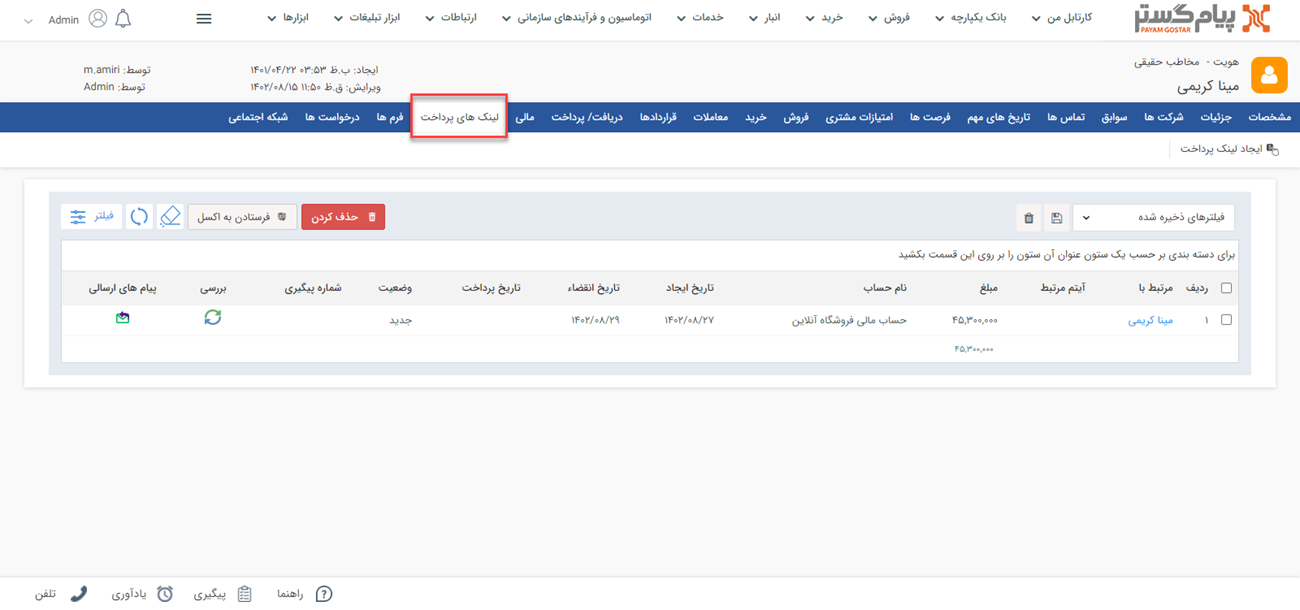 پیام گستر
PAYAM GOSTAR
کارتابل من بانک یکپارچه فروش خرید انبار خدمات اتوماسیون و فرآیندهای سازمانی ارتباطات ابزار تبلیغات ابزارها
Admin
هویت - مخاطب حقیقی
مینا کریمی
ایجاد: ب.ظ ۰۳:۵۳ ۱۴۰۱/۰۴/۲۲ توسط: m.amiri
ویرایش: ق.ظ ۱۱:۵۰ ۱۴۰۲/۰۸/۱۵ توسط: Admin
مشخصات جزئیات شرکت ها سوابق تماس ها تاریخ های مهم فرصت ها امتیازات مشتری فروش خرید معاملات قراردادها دریافت/ پرداخت مالی لینک های پرداخت فرم ها درخواست ها شبکه اجتماعی
ایجاد لینک پرداخت
فیلترهای ذخیره شده حذف کردن فرستادن به اکسل فیلتر
برای دسته بندی بر حسب یک ستون عنوان آن ستون را بر روی این قسمت بکشید
ردیف مرتبط با آیتم مرتبط مبلغ نام حساب تاریخ ایجاد تاریخ انقضاء تاریخ پرداخت وضعیت شماره پیگیری بررسی پیام های ارسالی
۱ مینا کریمی ۴۵,۳۰۰,۰۰۰ حساب مالی فروشگاه آنلاین ۱۴۰۲/۰۸/۲۷ ۱۴۰۲/۰۸/۲۹ جدید
۴۵,۳۰۰,۰۰۰
راهنما پیگیری یادآوری تلفن